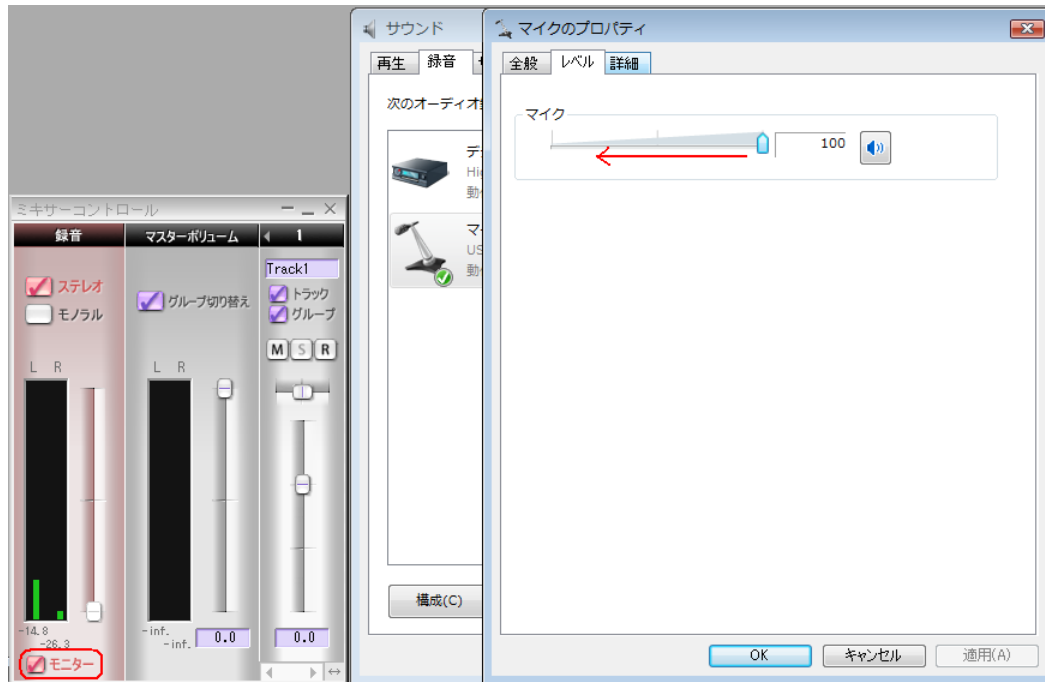 サウンド
再生
録音
次のオーディオ
Hi
動
US
動
構成(C)
マイクのプロパティ
全般
レベル
詳細
マイク
100
OK
キャンセル
適用(A)
ミキサーコントロール
録音
マスターボリューム
1
ステレオ
モノラル
グループ切り替え
Track1
トラック
グループ
M S R
L R
L R
-14.8
-26.3
-inf.
-inf.
0.0
0.0
モニター